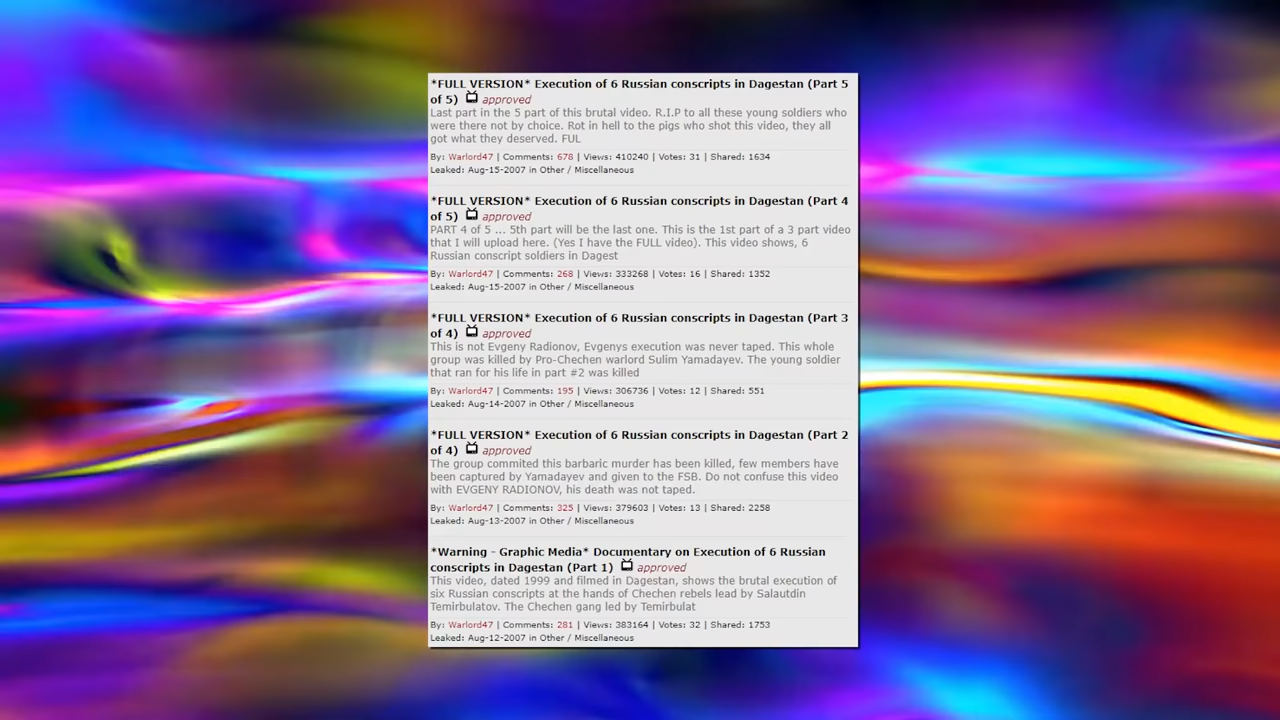 *FULL VERSION* Execution of 6 Russian conscripts in Dagestan (Part 5
of 5) approved
Last part in the 5 part of this brutal video. R.I.P to all these young soldiers who
were there not by choice. Rot in hell to the pigs who shot this video, they all
got what they deserved. FUL
By: Warlord47 | Comments: 678 | Views: 410240 | Votes: 31 | Shared: 1634
Leaked: Aug-15-2007 in Other / Miscellaneous
*FULL VERSION* Execution of 6 Russian conscripts in Dagestan (Part 4
of 5) approved
PART 4 of 5 ... 5th part will be the last one. This is the 1st part of a 3 part video
that I will upload here. (Yes I have the FULL video). This video shows, 6
Russian conscript soldiers in Dagest
By: Warlord47 | Comments: 268 | Views: 333268 | Votes: 16 | Shared: 1352
Leaked: Aug-15-2007 in Other / Miscellaneous
*FULL VERSION* Execution of 6 Russian conscripts in Dagestan (Part 3
of 4) approved
This is not Evgeny Radionov, Evgenys execution was never taped. This whole
group was killed by Pro-Chechen warlord Sulim Yamadayev. The young soldier
that ran for his life in part #2 was killed
By: Warlord47 | Comments: 195 | Views: 306736 | Votes: 12 | Shared: 551
Leaked: Aug-14-2007 in Other / Miscellaneous
*FULL VERSION* Execution of 6 Russian conscripts in Dagestan (Part 2
of 4) approved
The group commited this barbaric murder has been killed, few members have
been captured by Yamadayev and given to the FSB. Do not confuse this video
with EVGENY RADIONOV, his death was not taped.
By: Warlord47 | Comments: 325 | Views: 379603 | Votes: 13 | Shared: 2258
Leaked: Aug-13-2007 in Other / Miscellaneous
*Warning - Graphic Media* Documentary on Execution of 6 Russian
conscripts in Dagestan (Part 1) approved
This video, dated 1999 and filmed in Dagestan, shows the brutal execution of
six Russian conscripts at the hands of Chechen rebels lead by Salautdin
Temirbulatov. The Chechen gang led by Temirbulat
By: Warlord47 | Comments: 281 | Views: 383164 | Votes: 32 | Shared: 1753
Leaked: Aug-12-2007 in Other / Miscellaneous